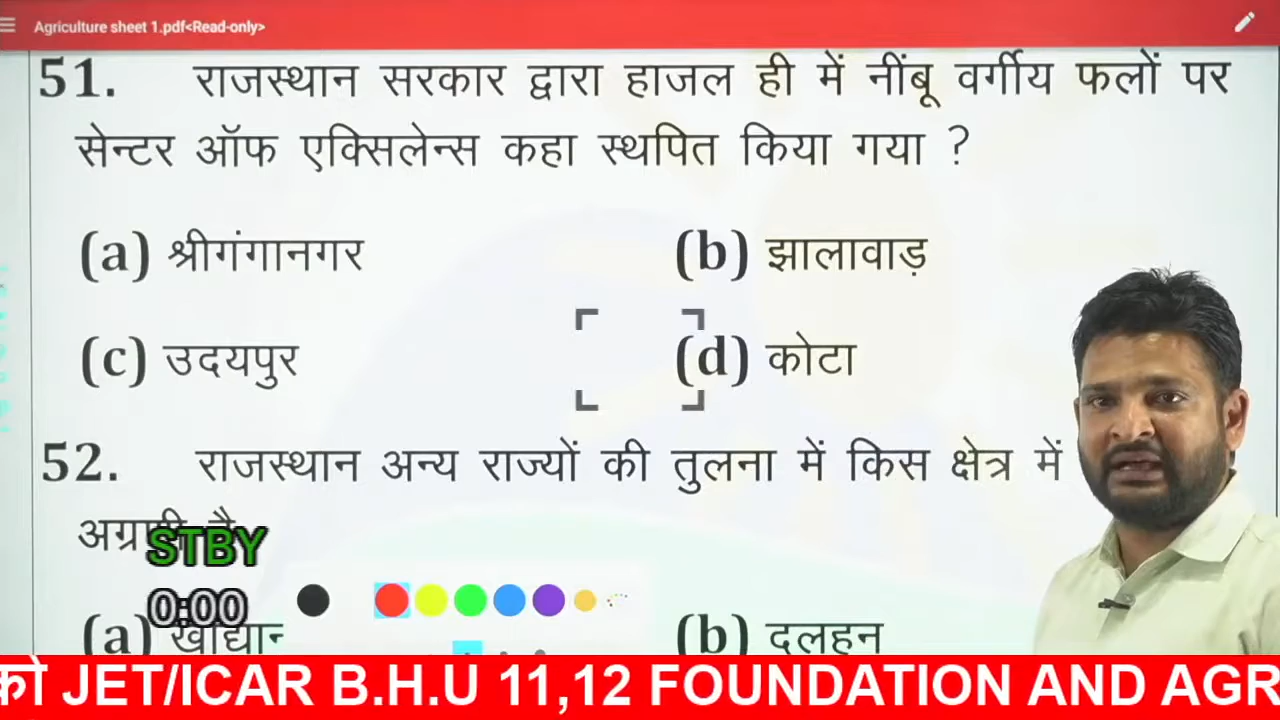 Agriculture sheet 1.pdf<Read-only>
51. राजस्थान सरकार द्वारा हाजल ही में नींबू वर्गीय फलों पर
सेन्टर ऑफ एक्सिलेन्स कहा स्थपित किया गया ?
(a) श्रीगंगानगर (b) झालावाड़
(c) उदयपुर (d) कोटा
52. राजस्थान अन्य राज्यों की तुलना में किस क्षेत्र में
है
STBY
0:00
(a) (b) दलहन
को JET/ICAR B.H.U 11,12 FOUNDATION AND AGR